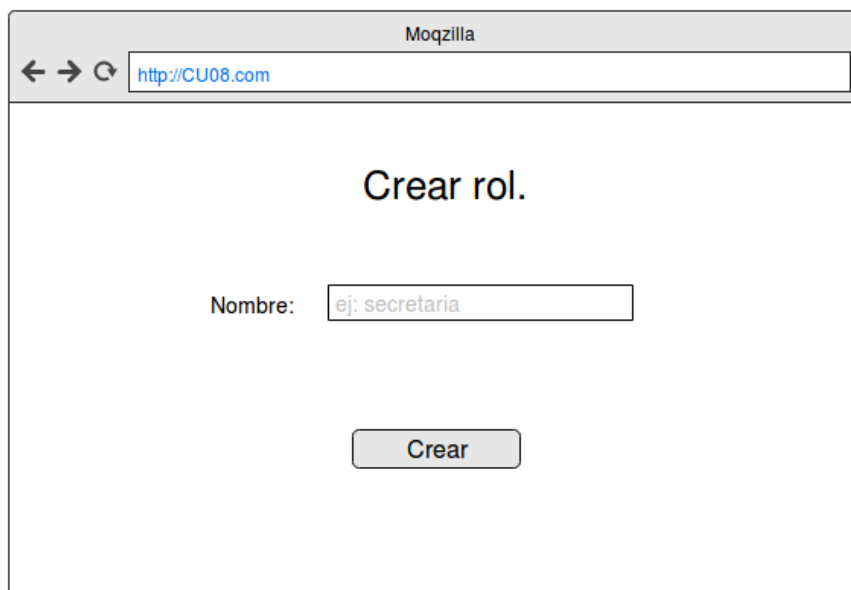 Moqzilla
http://CU08.com
Crear rol.
Nombre: ej: secretaria
Crear